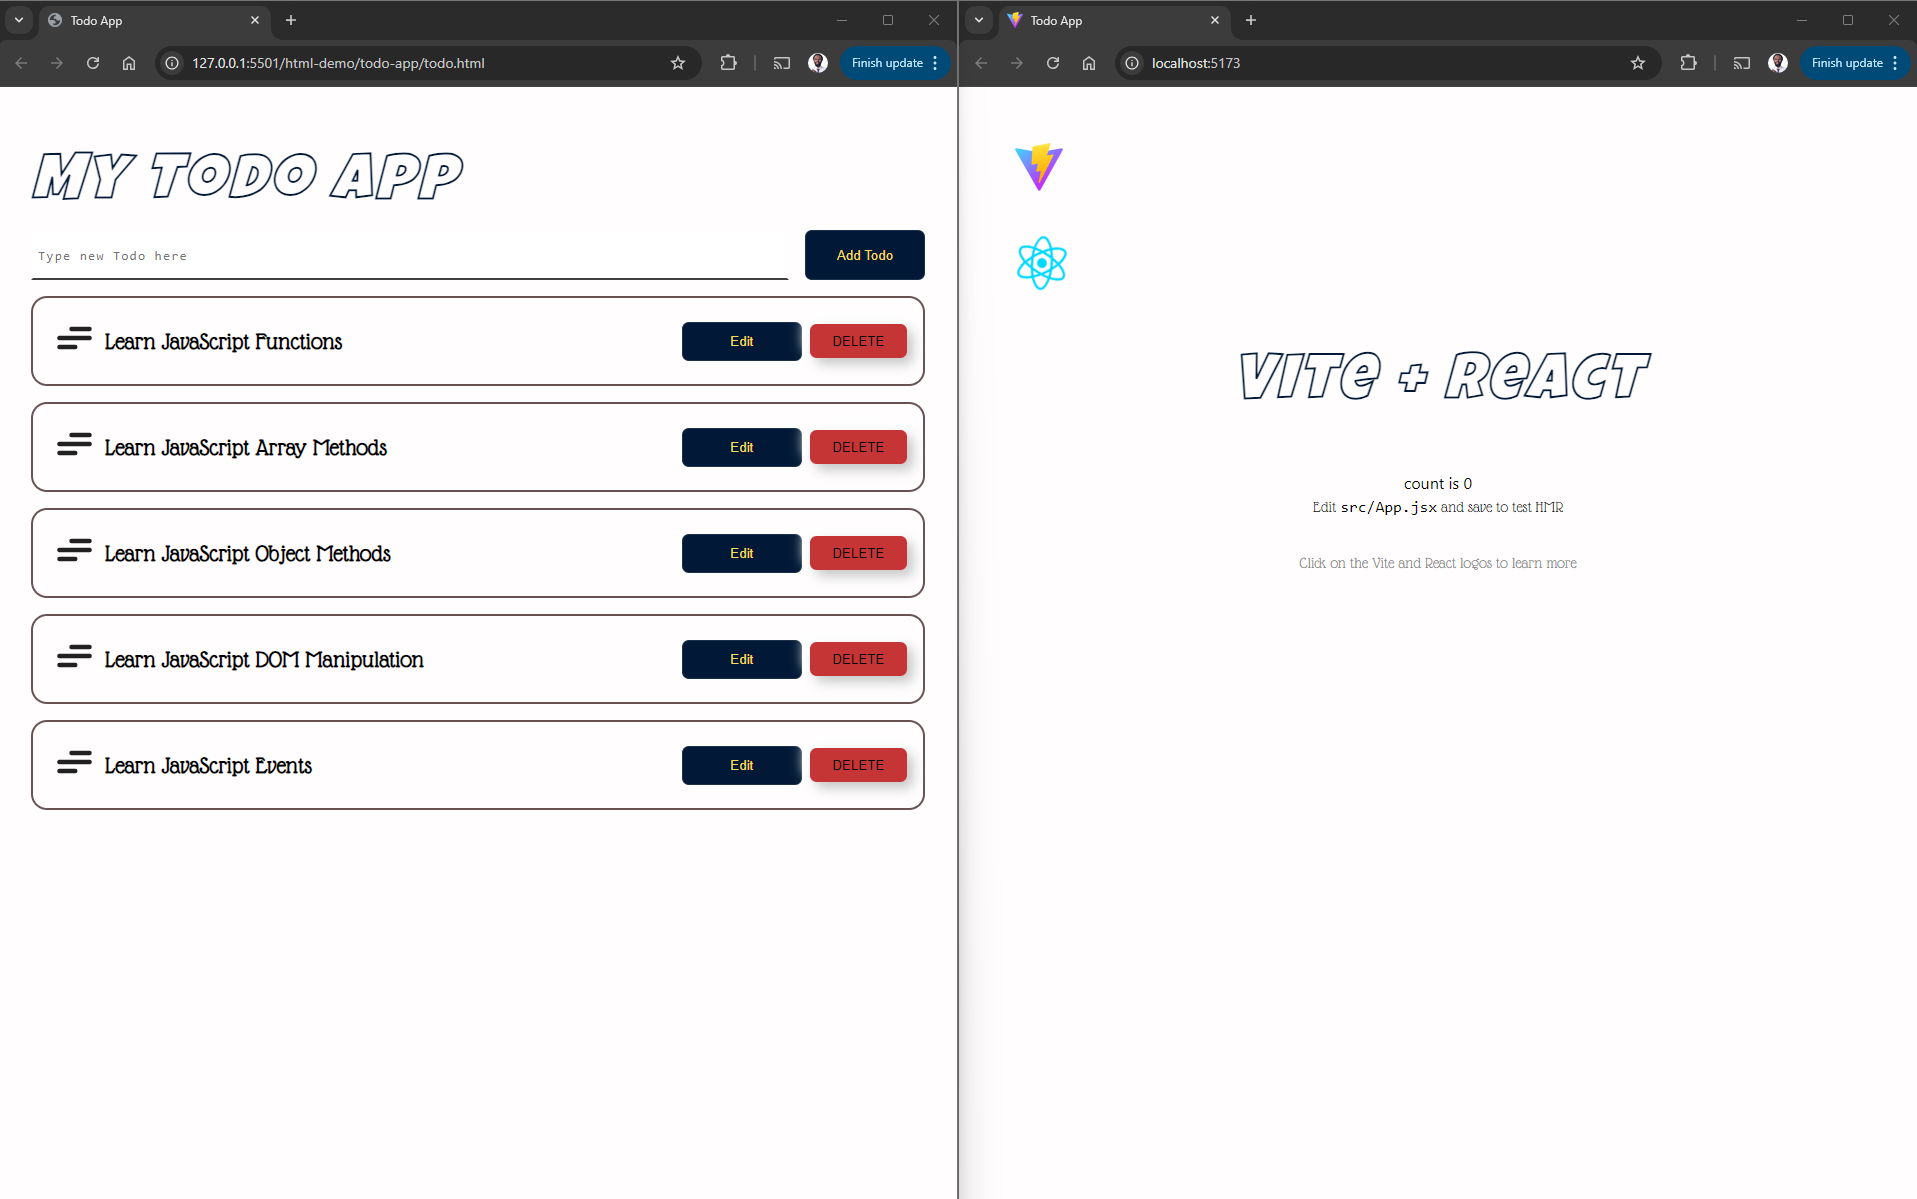 Todo App
127.0.0.1:5501/html-demo/todo-app/todo.html
Finish update
MY TODO APP
Type new Todo here
Add Todo
Learn JavaScript Functions
Edit
DELETE
Learn JavaScript Array Methods
Edit
DELETE
Learn JavaScript Object Methods
Edit
DELETE
Learn JavaScript DOM Manipulation
Edit
DELETE
Learn JavaScript Events
Edit
DELETE
Todo App
localhost:5173
Finish update
Vite + React
count is 0
Edit src/App.jsx and save to test HMR
Click on the Vite and React logos to learn more